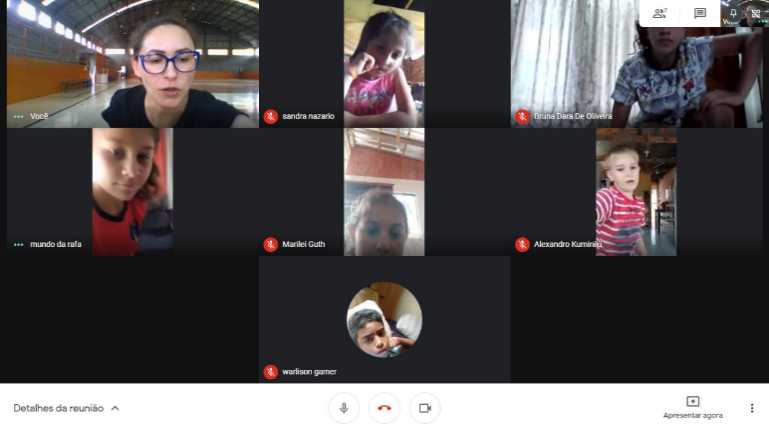 Você
sandra nazario
Bruna Dara De Oliveira
mundo da rafa
Marilei Guth
Alexandro Kuminiu
warlison gamer
Detalhes da reunião
Apresentar agora